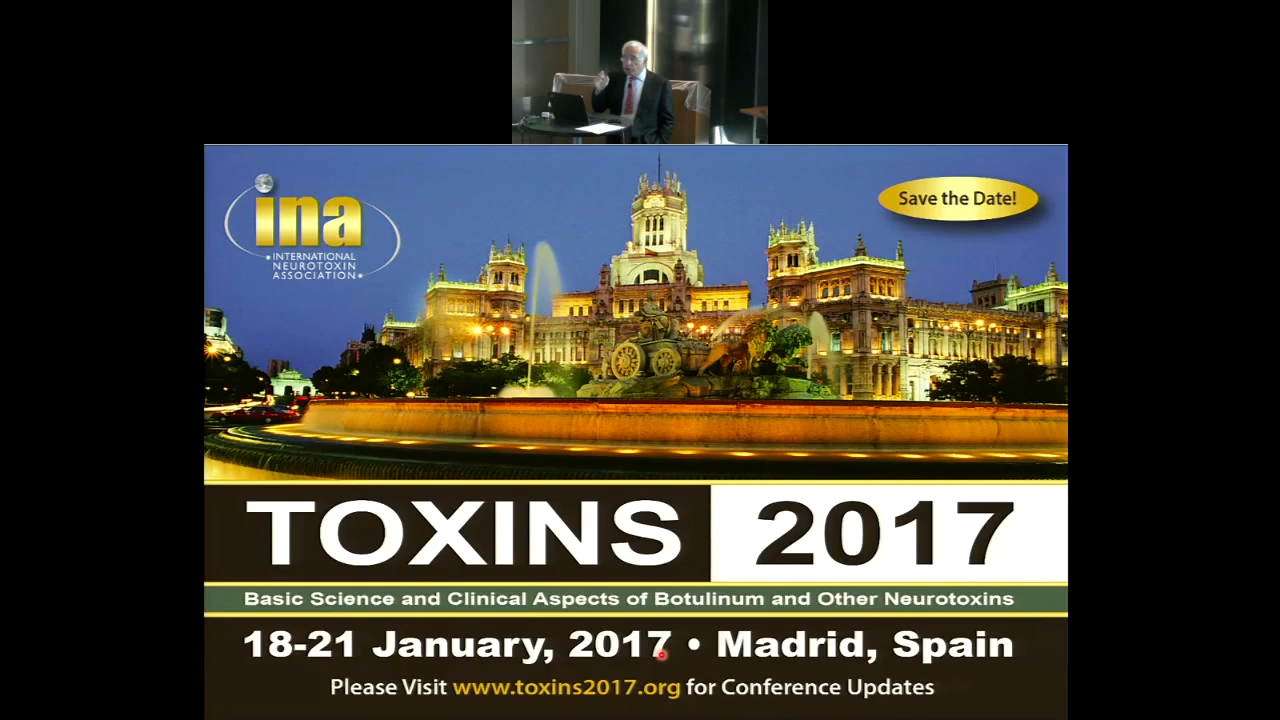 ina
•INTERNATIONAL
NEUROTOXIN
ASSOCIATION•
Save the Date!
TOXINS 2017
Basic Science and Clinical Aspects of Botulinum and Other Neurotoxins
18-21 January, 2017 • Madrid, Spain
Please Visit www.toxins2017.org for Conference Updates